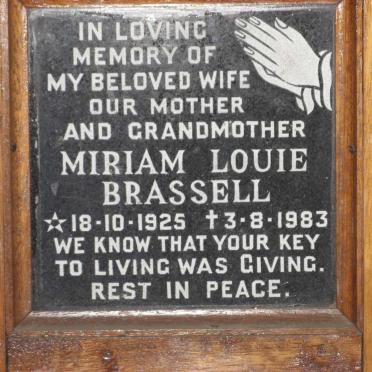 IN LOVING
MEMORY OF
MY BELOVED WIFE
OUR MOTHER
AND GRANDMOTHER
MIRIAM LOUIE
BRASSELL
☆18-10-1925 ✝3-8-1983
WE KNOW THAT YOUR KEY
TO LIVING WAS GIVING.
REST IN PEACE.